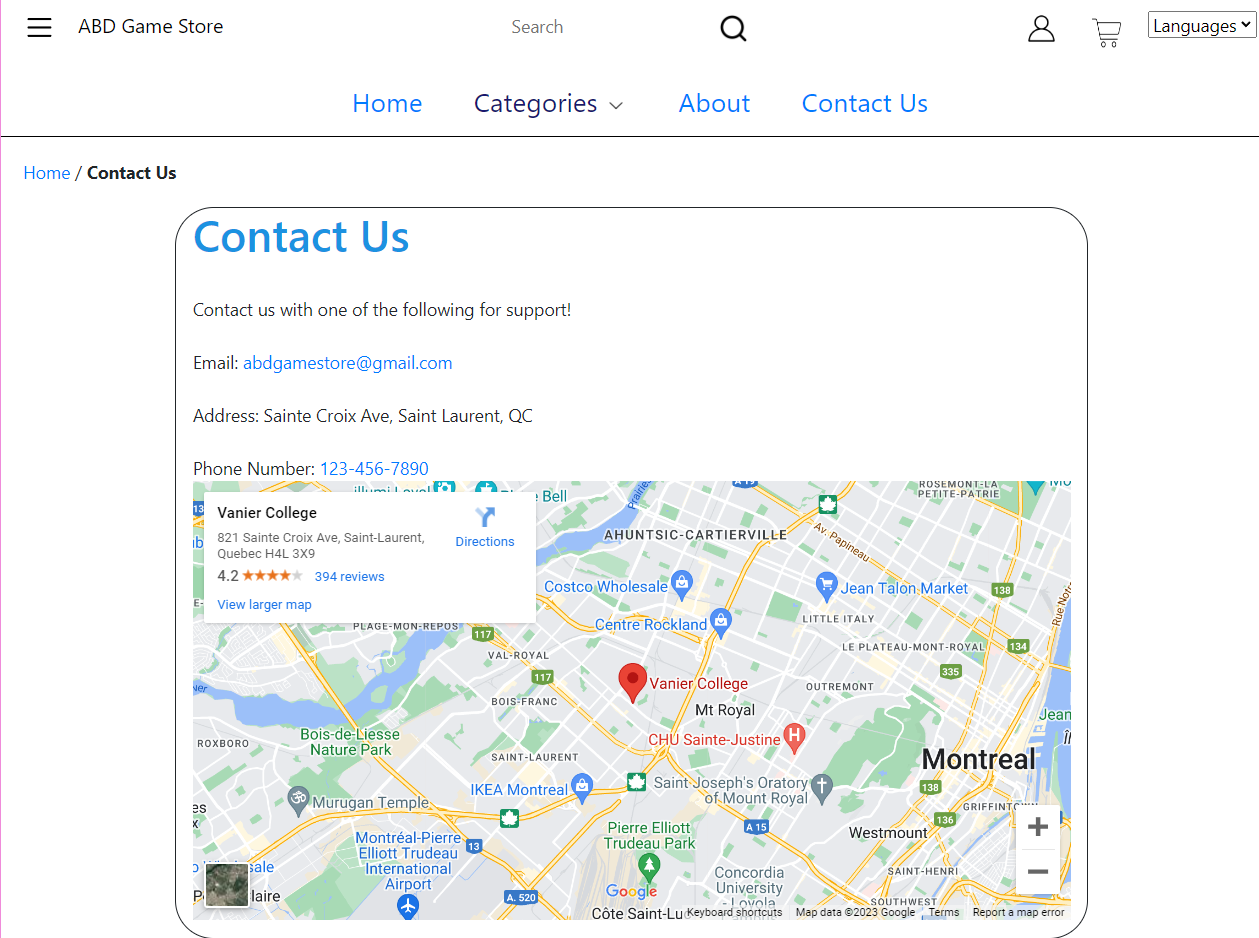 ABD Game Store
Search
Languages
Home
Categories
About
Contact Us
Home / Contact Us
Contact Us
Contact us with one of the following for support!
Email: abdgamestore@gmail.com
Address: Sainte Croix Ave, Saint Laurent, QC
Phone Number: 123-456-7890
Vanier College
821 Sainte Croix Ave, Saint-Laurent,
Quebec H4L 3X9
Directions
4.2
394 reviews
View larger map
Bell
ROSEMONT-LA
PETITE-PATRIE
AHUNTSIC-CARTIERVILLE
Av. Papineau
Costco Wholesale
Jean Talon Market
138
Centre Rockland
LITTLE ITALY
PLAGE-MON-REPOS
117
VAL-ROYAL
LE PLATEAU-MONT-ROYAL
134
117
Vanier College
OUTREMONT
335
BOIS-FRANC
Mt Royal
Jean
Bois-de-Liesse
Nature Park
ROXBORO
CHU Sainte-Justine
H
SAINT-LAURENT
Montreal
IKEA Montreal
Saint Joseph's Oratory
of Mount Royal
138
Murugan Temple
GRIFFINTOWN
136
Pierre Elliott
Trudeau Park
A 15
Westmount
Montréal-Pierre
Elliott Trudeau
International
Airport
13
SAINT-HENRI
Concordia
University
- Loyola
Google
A. 520
SOUTHWEST
Côte Saint-Luc
Keyboard shortcuts
Map data ©2023 Google
Terms
Report a map error